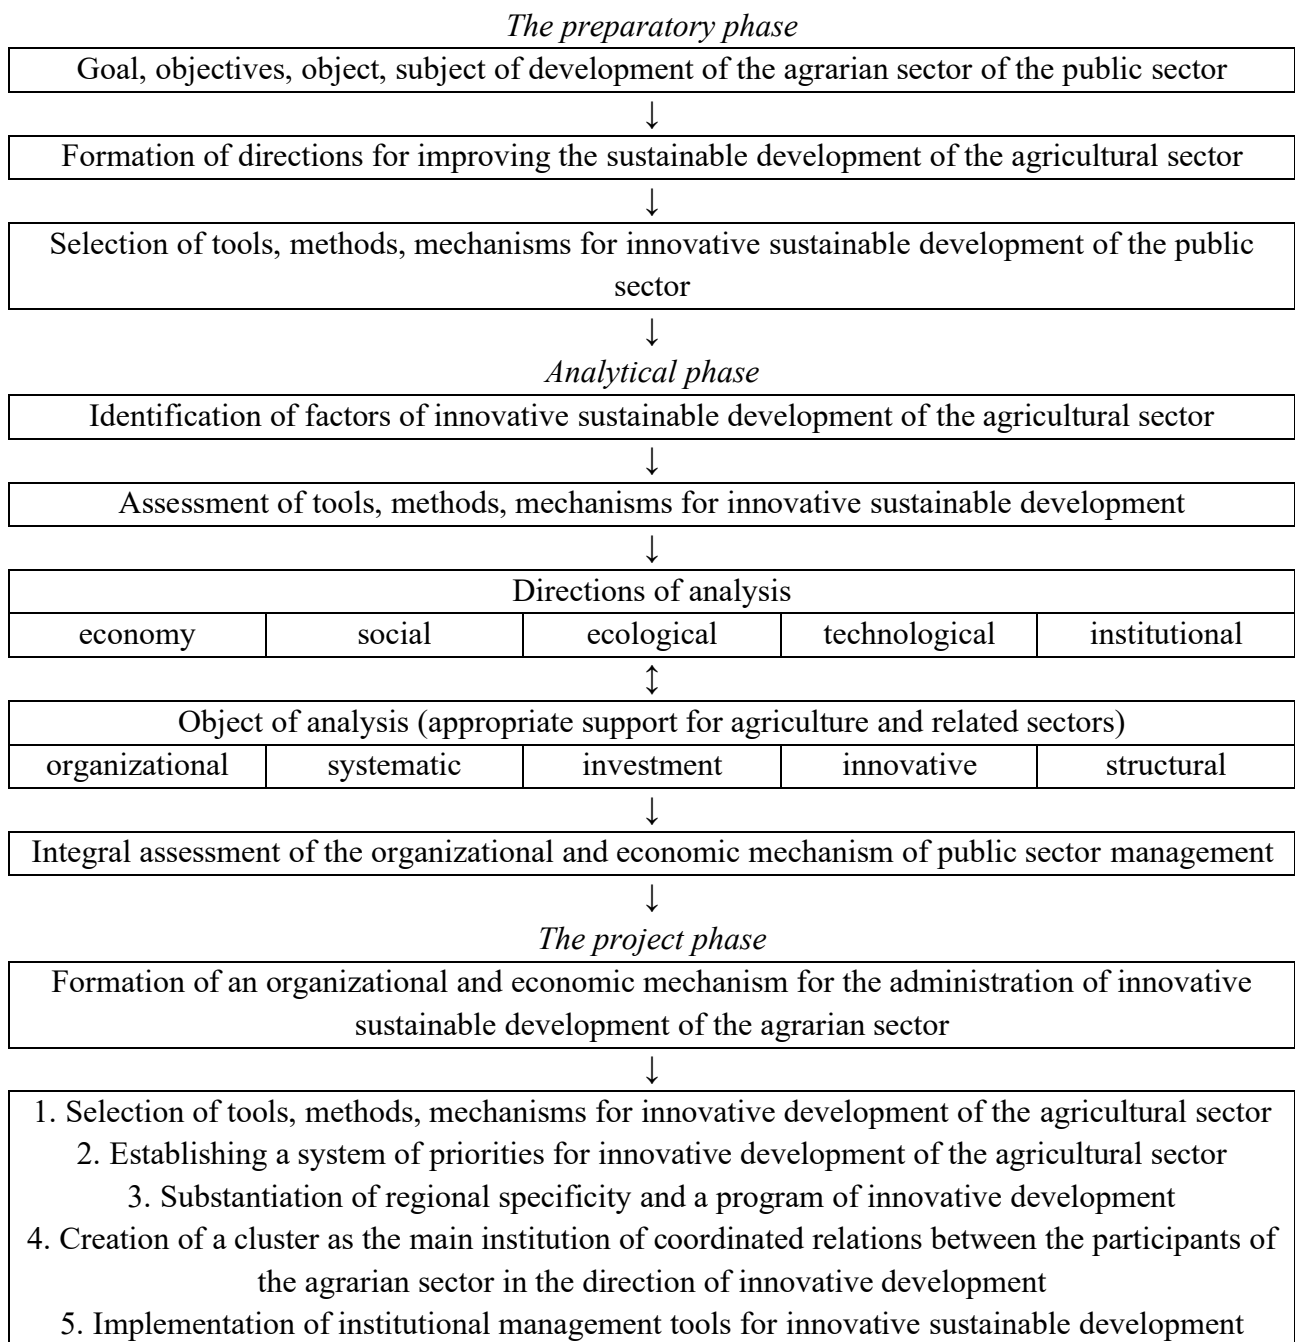 The preparatory phase
Goal, objectives, object, subject of development of the agrarian sector of the public sector
↓
Formation of directions for improving the sustainable development of the agricultural sector
↓
Selection of tools, methods, mechanisms for innovative sustainable development of the public
sector
↓
Analytical phase
Identification of factors of innovative sustainable development of the agricultural sector
↓
Assessment of tools, methods, mechanisms for innovative sustainable development
↓
Directions of analysis
economy social ecological technological institutional
↕
Object of analysis (appropriate support for agriculture and related sectors)
organizational systematic investment innovative structural
↓
Integral assessment of the organizational and economic mechanism of public sector management
↓
The project phase
Formation of an organizational and economic mechanism for the administration of innovative
sustainable development of the agrarian sector
↓
1. Selection of tools, methods, mechanisms for innovative development of the agricultural sector
2. Establishing a system of priorities for innovative development of the agricultural sector
3. Substantiation of regional specificity and a program of innovative development
4. Creation of a cluster as the main institution of coordinated relations between the participants of
the agrarian sector in the direction of innovative development
5. Implementation of institutional management tools for innovative sustainable development